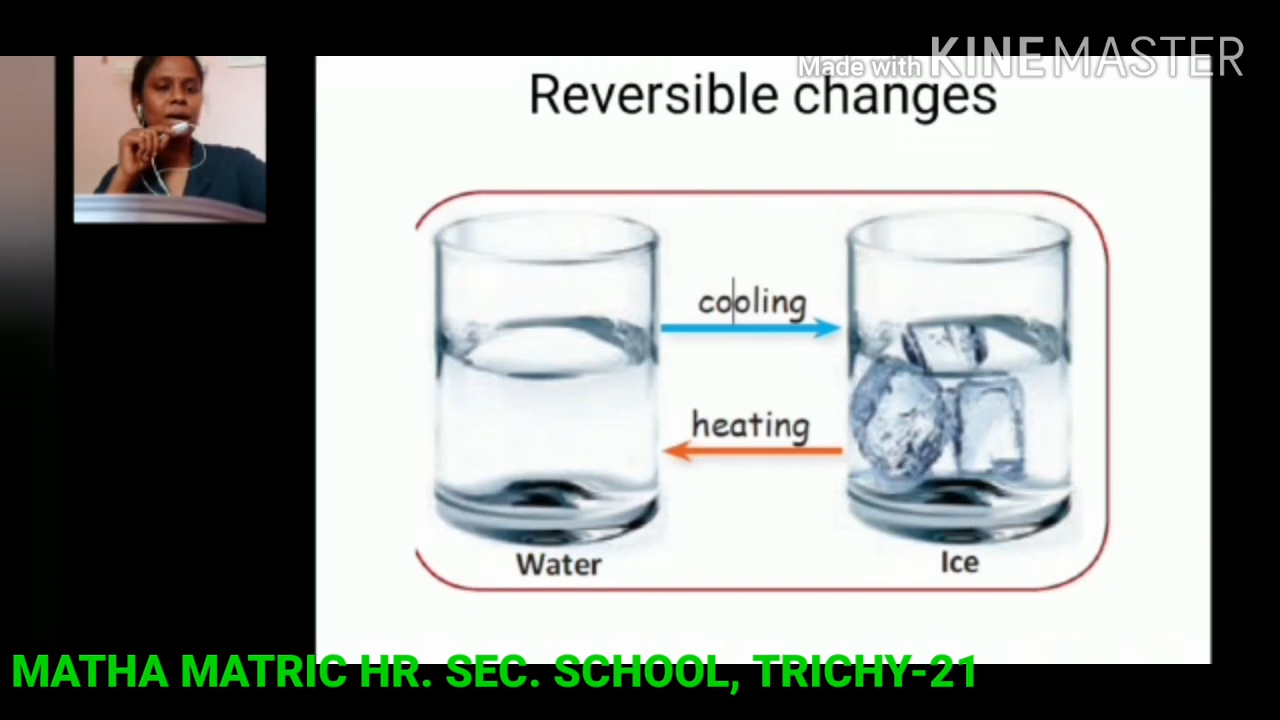 Made with KINEMASTER
Reversible changes
cooling
heating
Water
Ice
MATHA MATRIC HR. SEC. SCHOOL, TRICHY-21